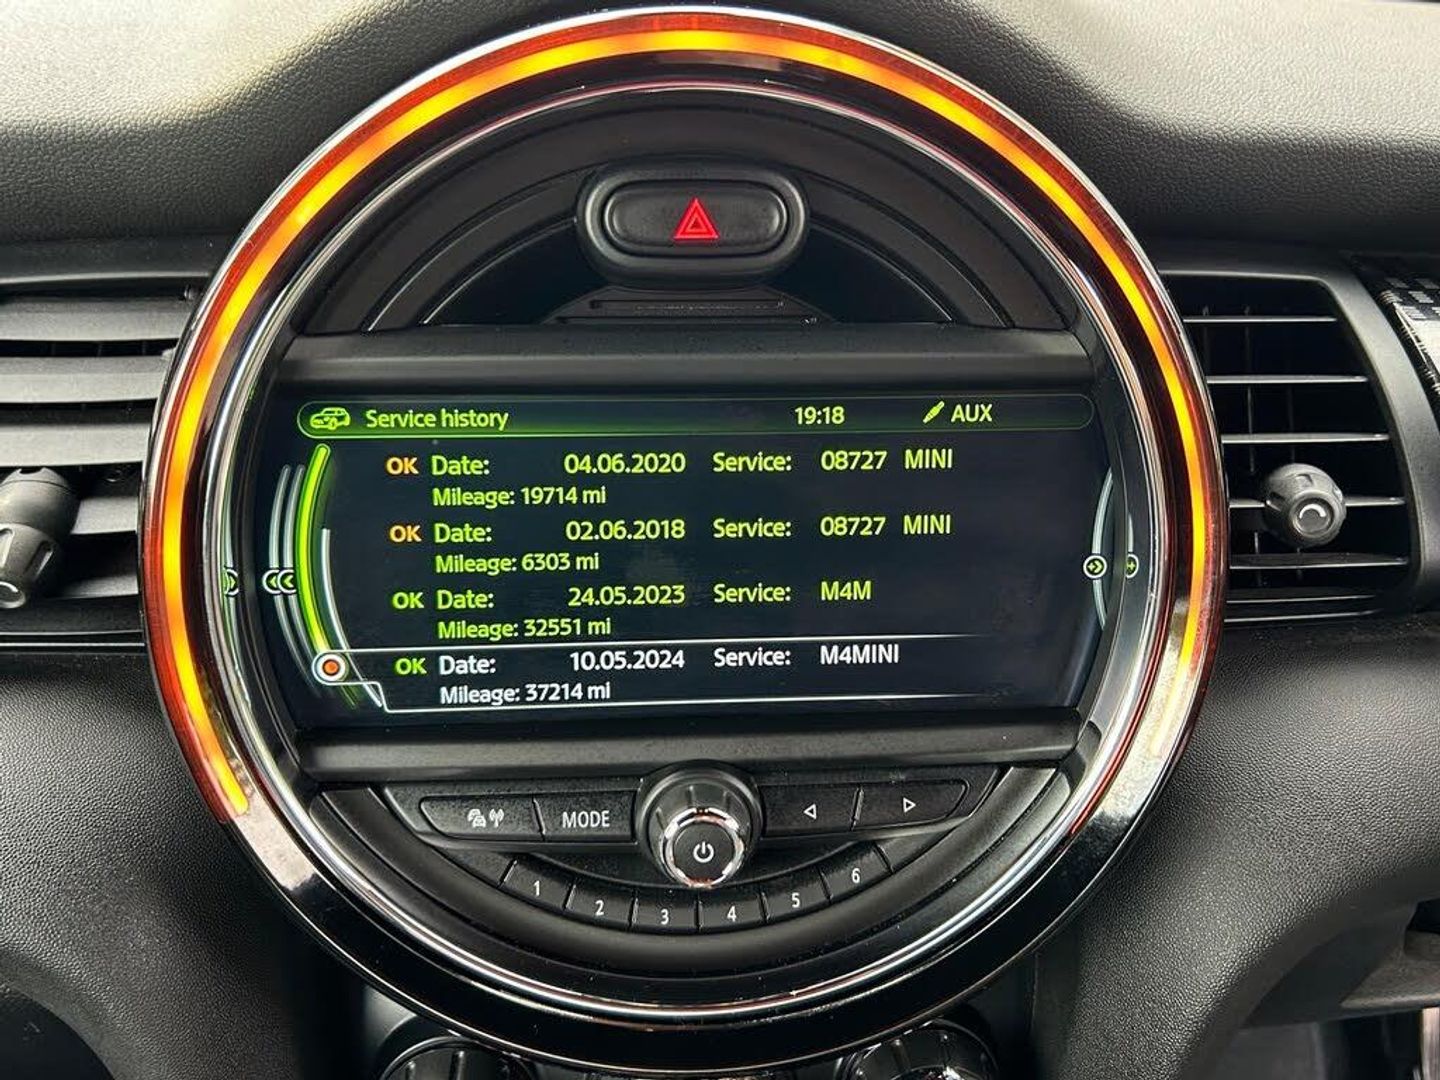 Service history 19:18 AUX
OK Date: 04.06.2020 Service: 08727 MINI
Mileage: 19714 mi
OK Date: 02.06.2018 Service: 08727 MINI
Mileage: 6303 mi
OK Date: 24.05.2023 Service: M4M
Mileage: 32551 mi
OK Date: 10.05.2024 Service: M4MINI
Mileage: 37214 mi
MODE
1 2 3 4 5 6